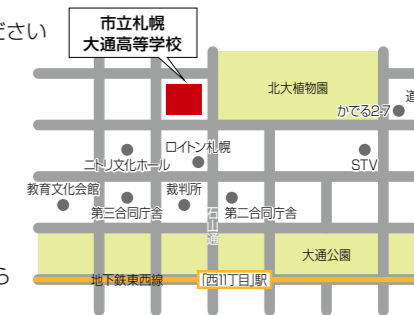 ださい
市立札幌
大通高等学校
北大植物園
道
かでる2・7
ロイトン札幌
ニトリ文化ホール
STV
教育文化会館
裁判所
第三合同庁舎
石山通
第二合同庁舎
大通公園
ら
地下鉄東西線
「西11丁目」駅